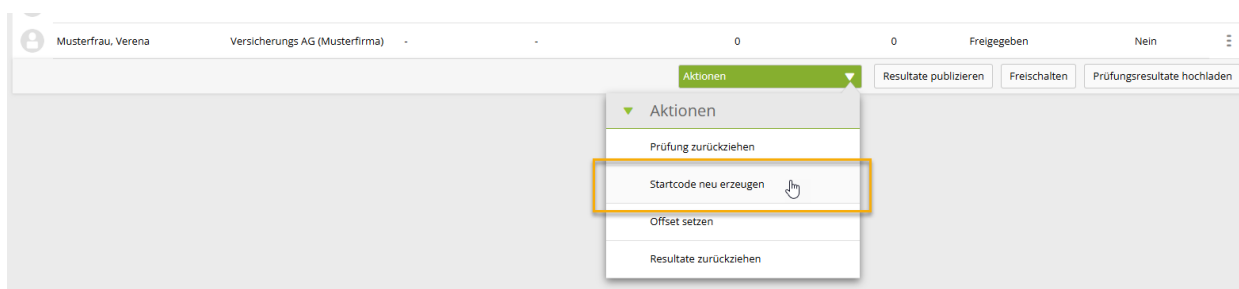 Musterfrau, Verena Versicherungs AG (Musterfirma) - - 0 0 Freigegeben Nein
Aktionen Resultate publizieren Freischalten Prüfungsresultate hochladen
Aktionen
Prüfung zurückziehen
Startcode neu erzeugen
Offset setzen
Resultate zurückziehen